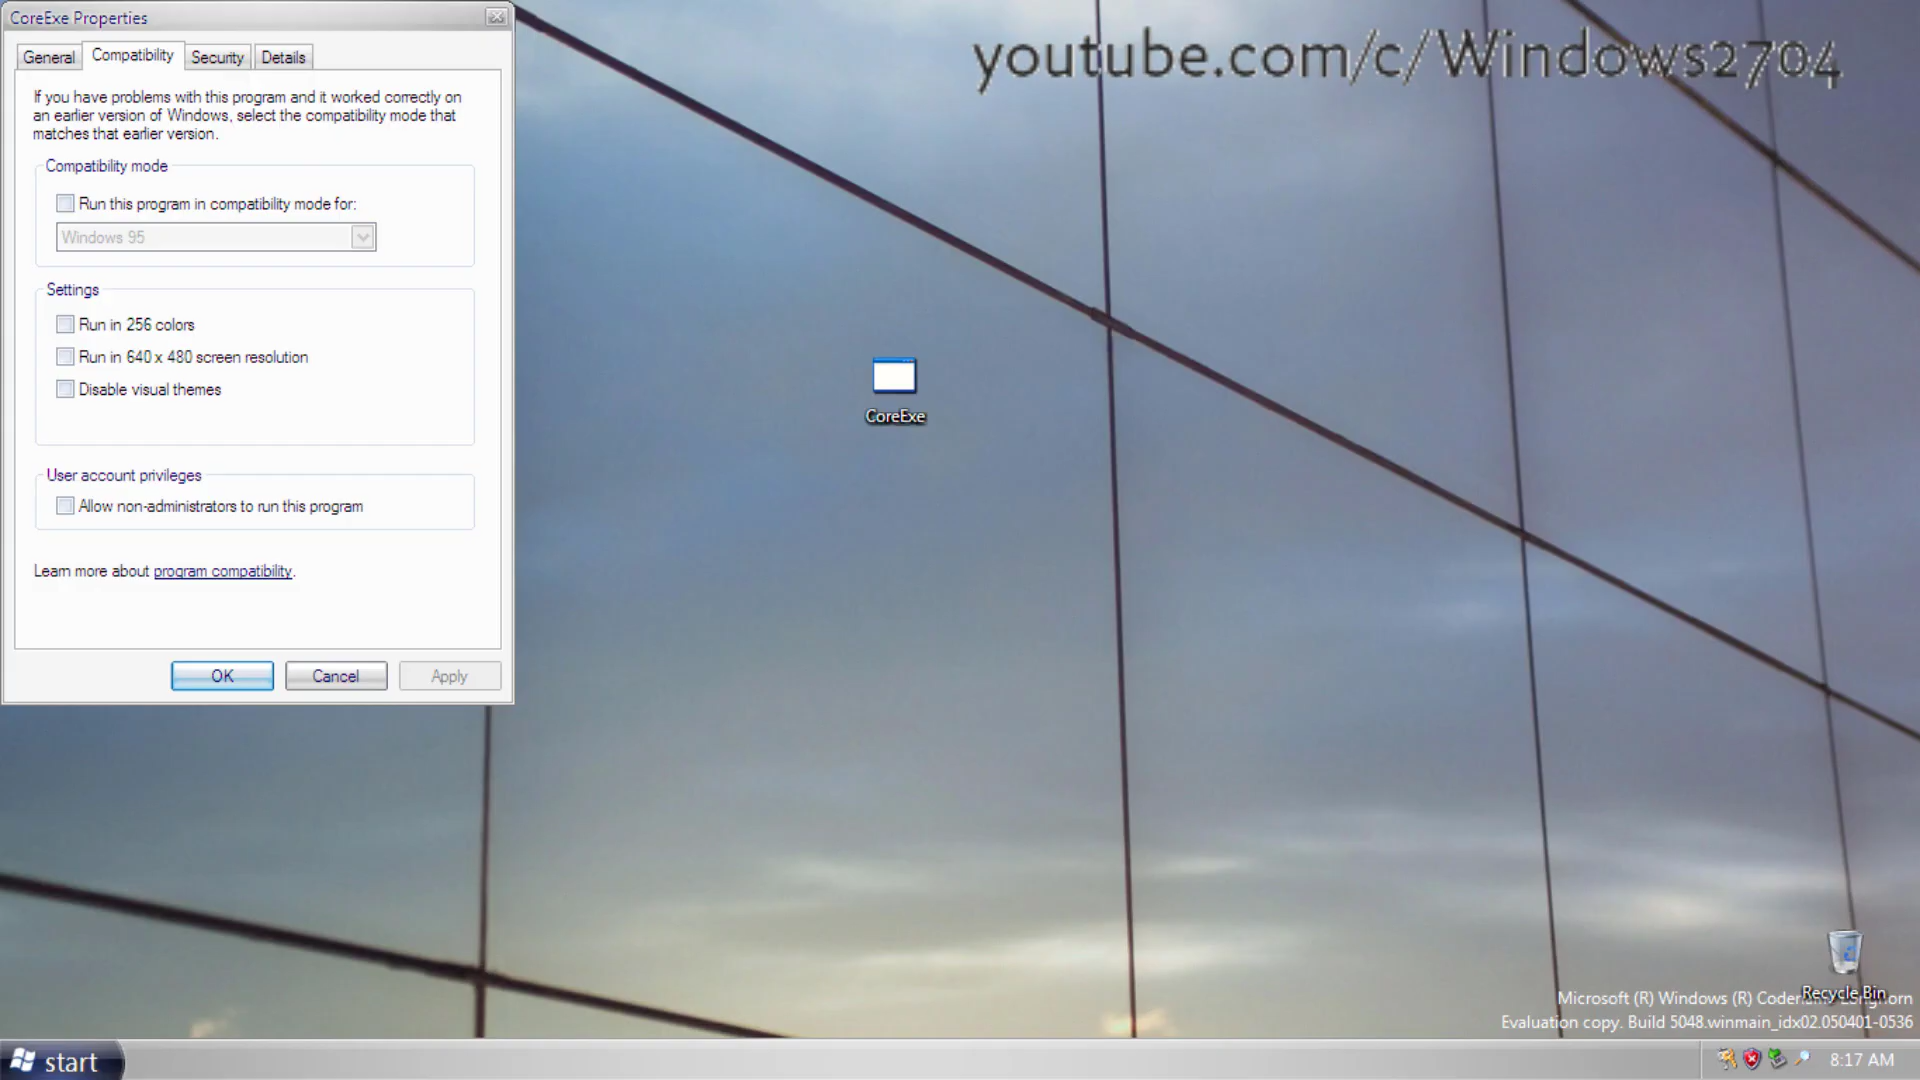 CoreExe Properties
youtube.com/c/Windows2704
General
Compatibility
Security
Details
If you have problems with this program and it worked correctly on
an earlier version of Windows, select the compatibility mode that
matches that earlier version.
Compatibility mode
Run this program in compatibility mode for:
Windows 95
Settings
Run in 256 colors
Run in 640 x 480 screen resolution
Disable visual themes
CoreExe
User account privileges
Allow non-administrators to run this program
Learn more about program compatibility.
OK
Cancel
Apply
Recycle Bin
Microsoft (R) Windows (R)
Evaluation copy. Build 5048.winmain_idx02.050401-0536
start
8:17 AM